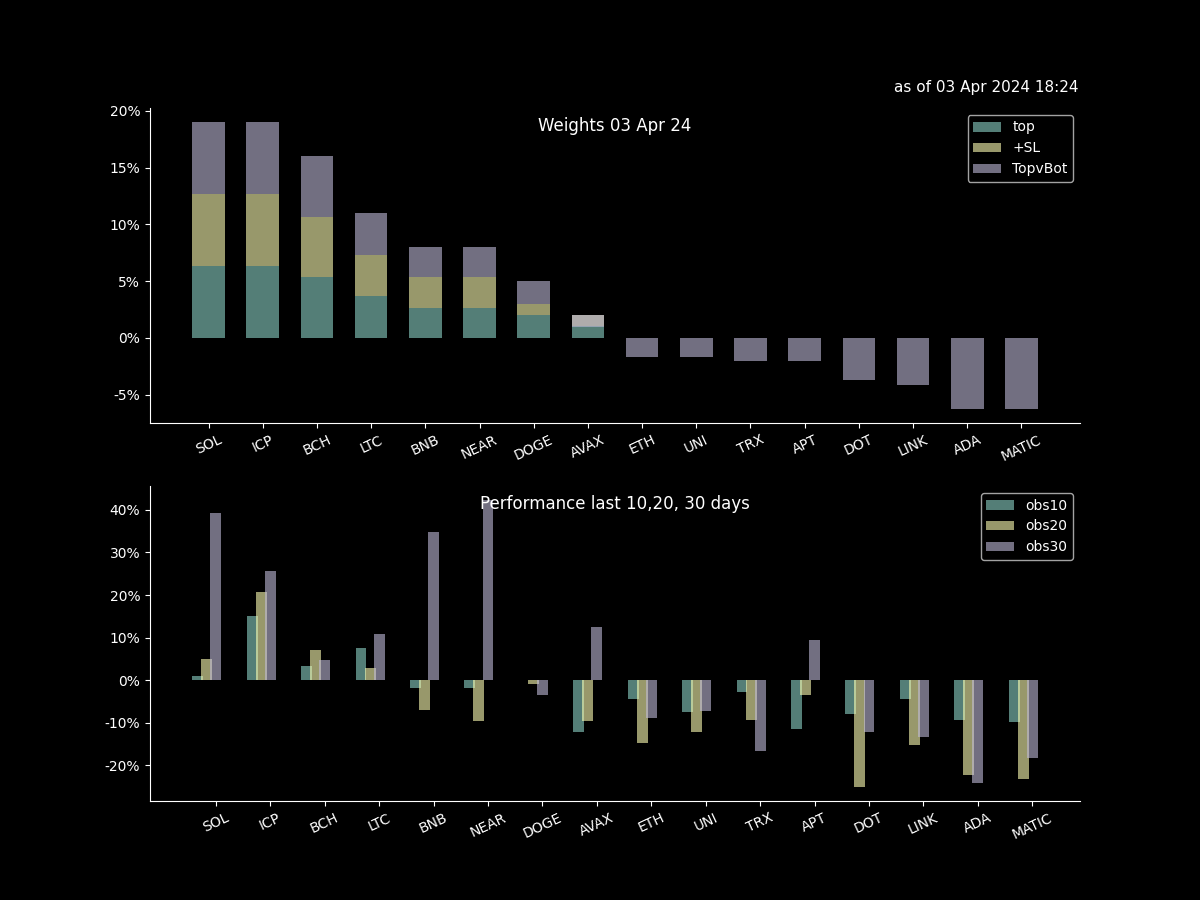 as of 03 Apr 2024 18:24
Weights 03 Apr 24
top
+SL
TopvBot
20%
15%
10%
5%
0%
-5%
SOL ICP BCH LTC BNB NEAR DOGE AVAX ETH UNI TRX APT DOT LINK ADA MATIC
Performance last 10,20, 30 days
obs10
obs20
obs30
40%
30%
20%
10%
0%
-10%
-20%
SOL ICP BCH LTC BNB NEAR DOGE AVAX ETH UNI TRX APT DOT LINK ADA MATIC